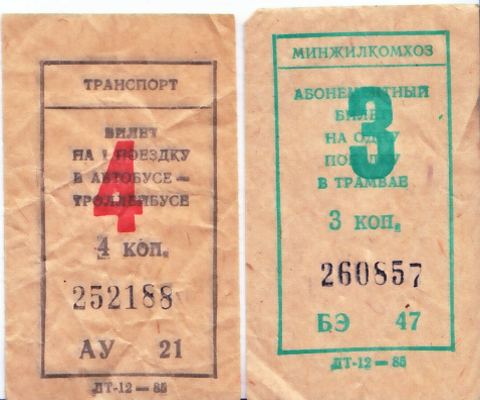 ТРАНСПОРТ
БИЛЕТ
НА 1 ПОЕЗДКУ
В АВТОБУСЕ —
ТРОЛЛЕЙБУСЕ
4
4 КОП.
252188
АУ 21
ДТ-12 — 85
МИНЖИЛКОМХОЗ
АБОНЕМЕНТНЫЙ
БИЛЕТ
НА ОДНУ
ПОЕЗДКУ
В ТРАМВАЕ
3
3 КОП.
260857
БЭ 47
ДТ-12 — 85